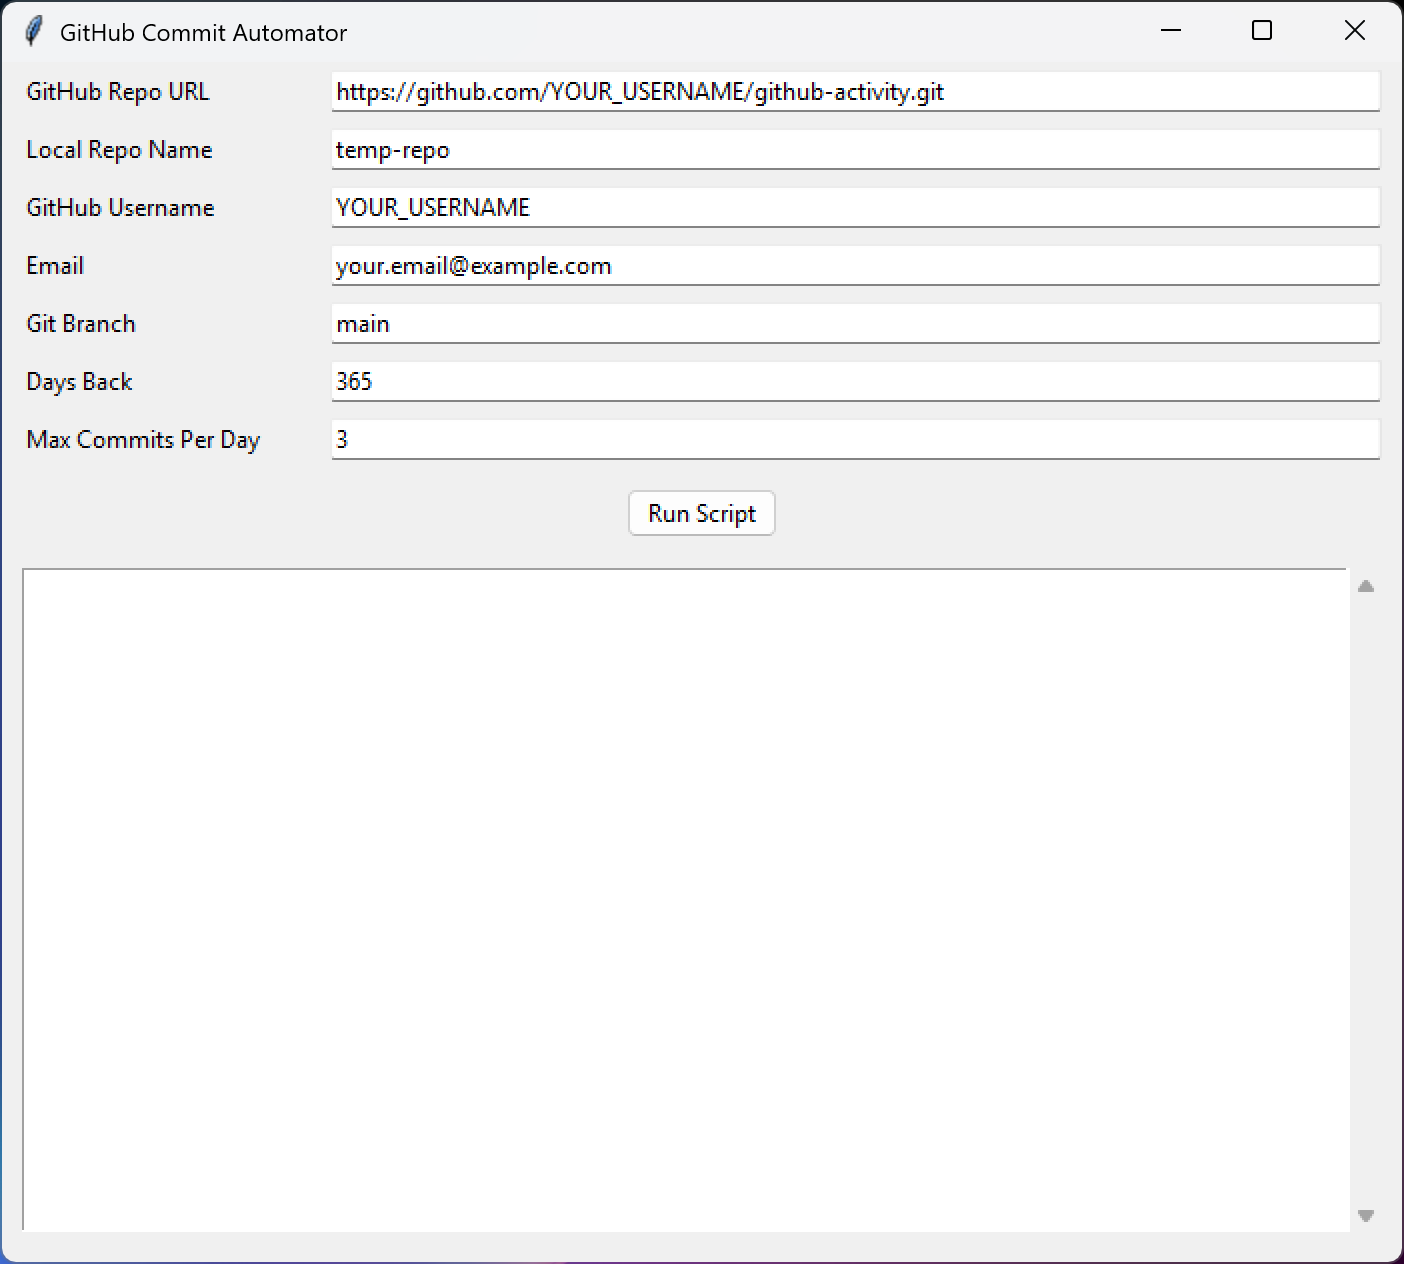 GitHub Commit Automator
GitHub Repo URL https://github.com/YOUR_USERNAME/github-activity.git
Local Repo Name temp-repo
GitHub Username YOUR_USERNAME
Email your.email@example.com
Git Branch main
Days Back 365
Max Commits Per Day 3
Run Script